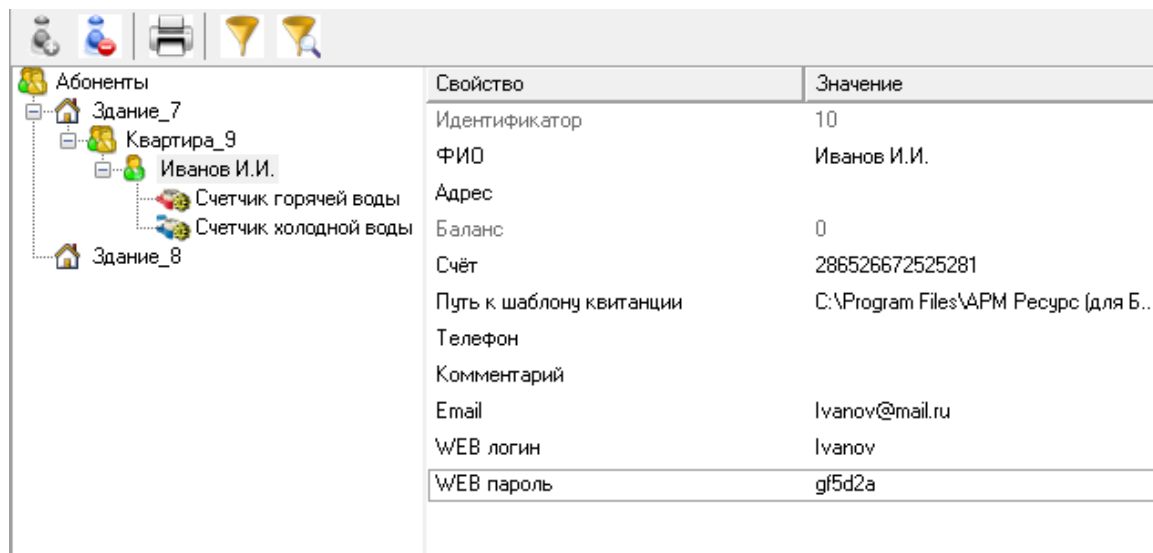 Абоненты
Здание_7
Квартира_9
Иванов И.И.
Счетчик горячей воды
Счетчик холодной воды
Здание_8
Свойство Значение
Идентификатор 10
ФИО Иванов И.И.
Адрес
Баланс 0
Счёт 286526672525281
Путь к шаблону квитанции C:\Program Files\АРМ Ресурс (для Б...
Телефон
Комментарий
Email Ivanov@mail.ru
WEB логин Ivanov
WEB пароль gf5d2a